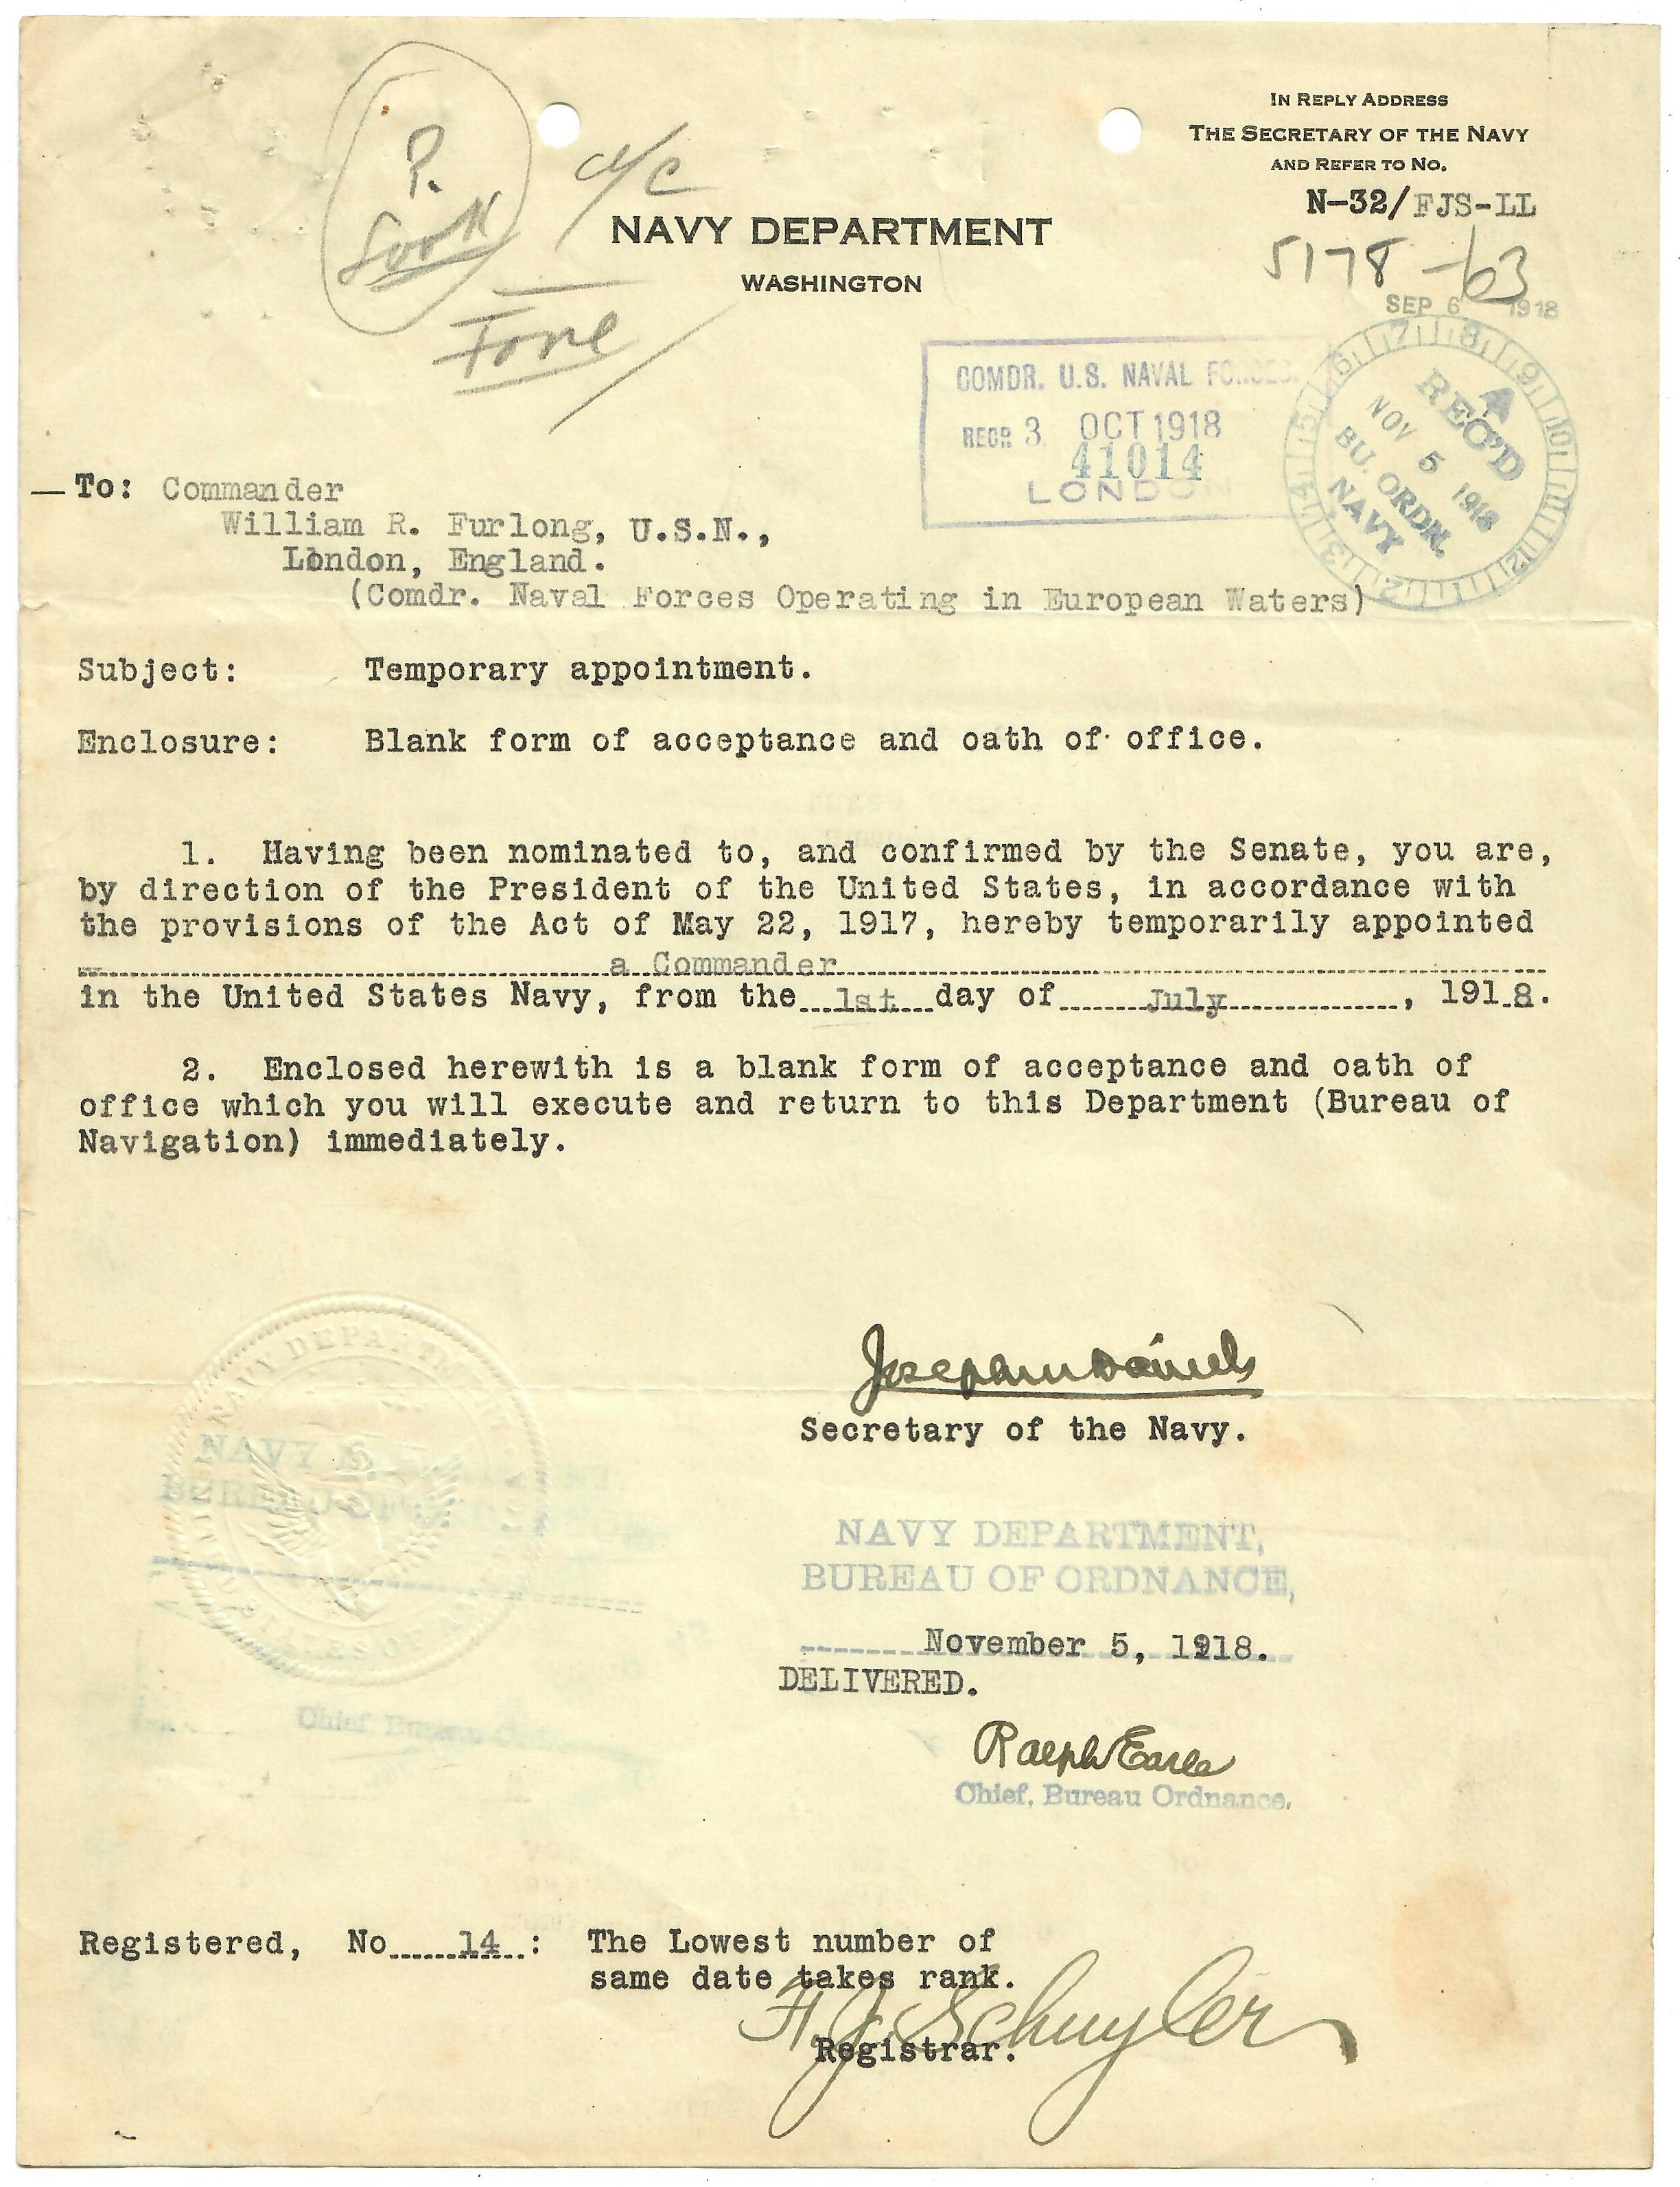 IN REPLY ADDRESS
THE SECRETARY OF THE NAVY
AND REFER TO NO.
N-32/FJS-LL
5178-163
SEP 6 1918
P.
c/c
NAVY DEPARTMENT
WASHINGTON
COMDR. U.S. NAVAL FORCES.
RECR 3 OCT 1918
41014
LONDON
REC'D
NOV 5 1918
BU. ORDN.
NAVY
To: Commander
William R. Furlong, U.S.N.,
London, England.
(Comdr. Naval Forces Operating in European Waters)
Subject: Temporary appointment.
Enclosure: Blank form of acceptance and oath of office.
1. Having been nominated to, and confirmed by the Senate, you are,
by direction of the President of the United States, in accordance with
the provisions of the Act of May 22, 1917, hereby temporarily appointed
a Commander
in the United States Navy, from the 1st day of July, 1918.
2. Enclosed herewith is a blank form of acceptance and oath of
office which you will execute and return to this Department (Bureau of
Navigation) immediately.
Josephus Daniels
Secretary of the Navy.
NAVY DEPARTMENT,
BUREAU OF ORDNANCE,
November 5, 1918.
DELIVERED.
Ralph Earle
Chief, Bureau Ordnance.
Registered, No. 14: The Lowest number of
same date takes rank.
F. J. Schuyler
Registrar.